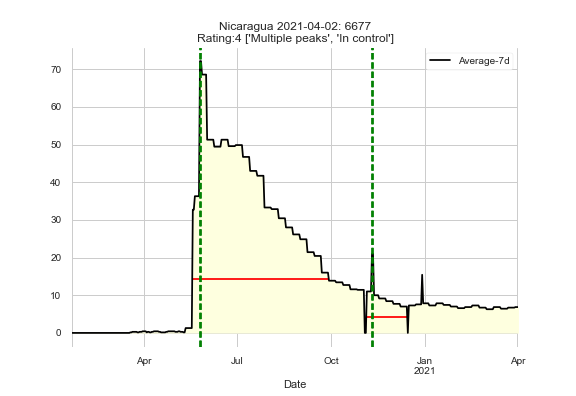 Nicaragua 2021-04-02: 6677
Rating:4 ['Multiple peaks', 'In control']
Average-7d
70
60
50
40
30
20
10
0
Apr
Jul
Oct
Jan
2021
Apr
Date